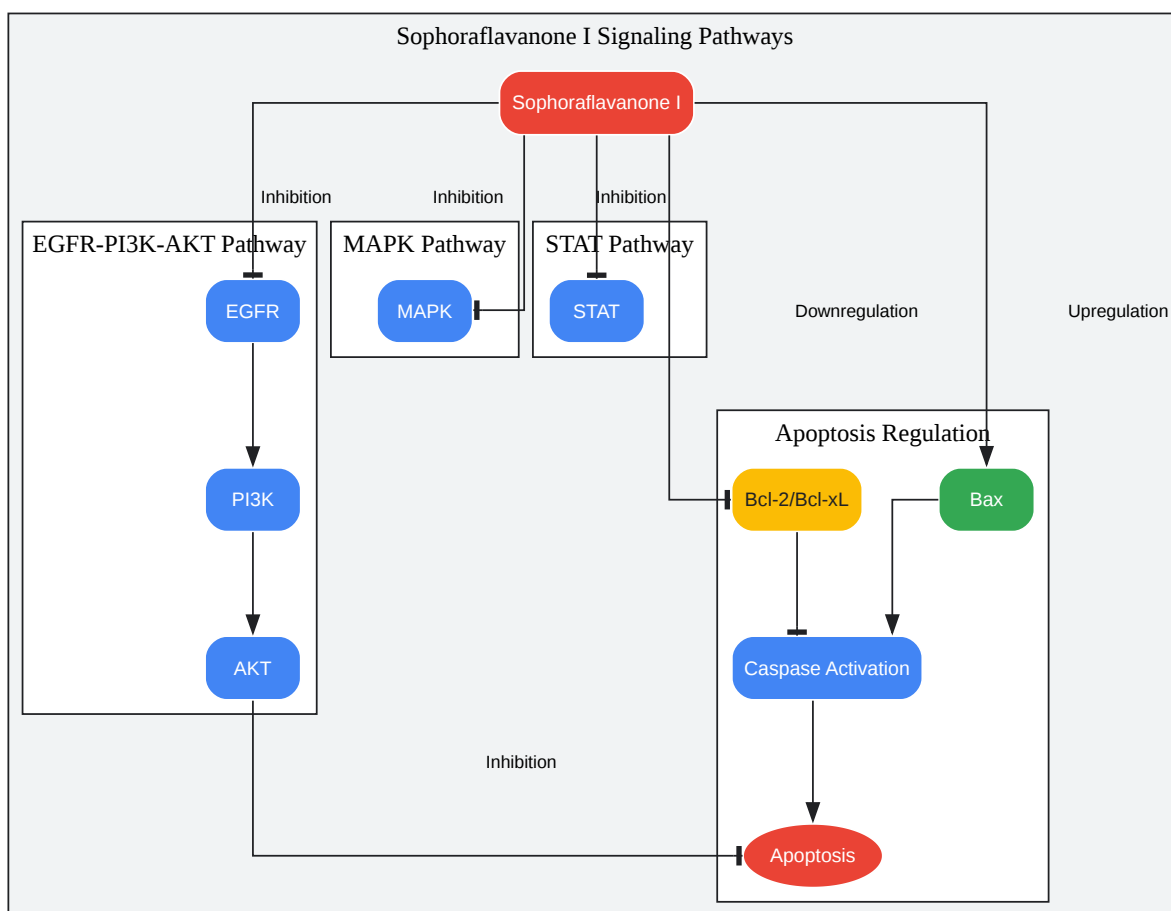 Sophoraflavanone I Signaling Pathways
Sophoraflavanone I
Inhibition
Inhibition
Inhibition
EGFR-PI3K-AKT Pathway
MAPK Pathway
STAT Pathway
EGFR
MAPK
STAT
Downregulation
Upregulation
Apoptosis Regulation
PI3K
Bcl-2/Bcl-xL
Bax
AKT
Caspase Activation
Inhibition
Apoptosis